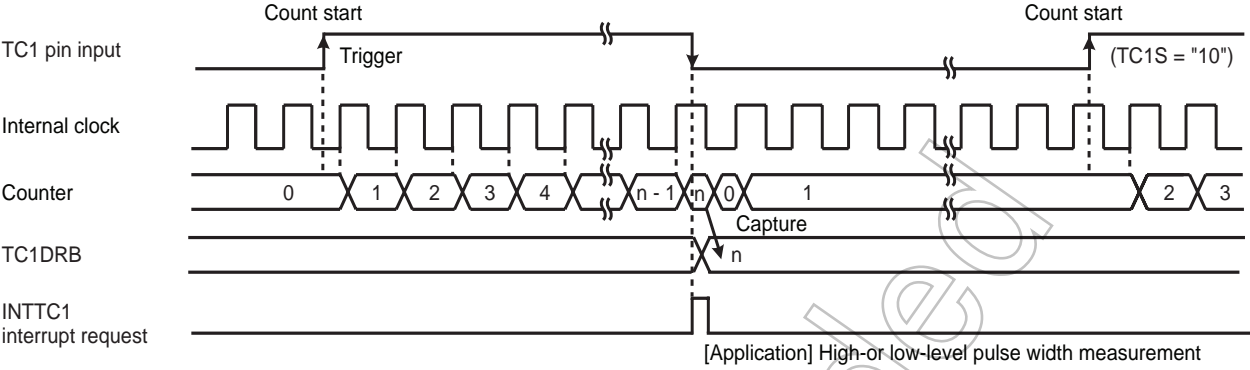 Count start Count start
TC1 pin input Trigger (TC1S = "10")
Internal clock
Counter 0 1 2 3 4 n - 1 n 0 1 2 3
Capture
TC1DRB n
INTTC1
interrupt request
[Application] High-or low-level pulse width measurement